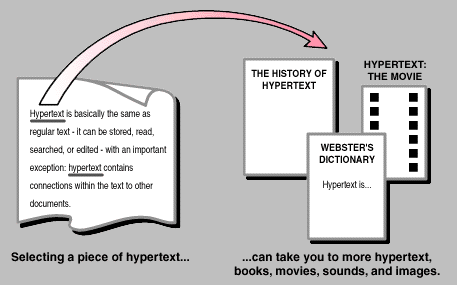 Hypertext is basically the same as
regular text - it can be stored, read,
searched, or edited - with an important
exception: hypertext contains
connections within the text to other
documents.
THE HISTORY OF
HYPERTEXT
HYPERTEXT:
THE MOVIE
WEBSTER'S
DICTIONARY
Hypertext is...
Selecting a piece of hypertext...
...can take you to more hypertext,
books, movies, sounds, and images.